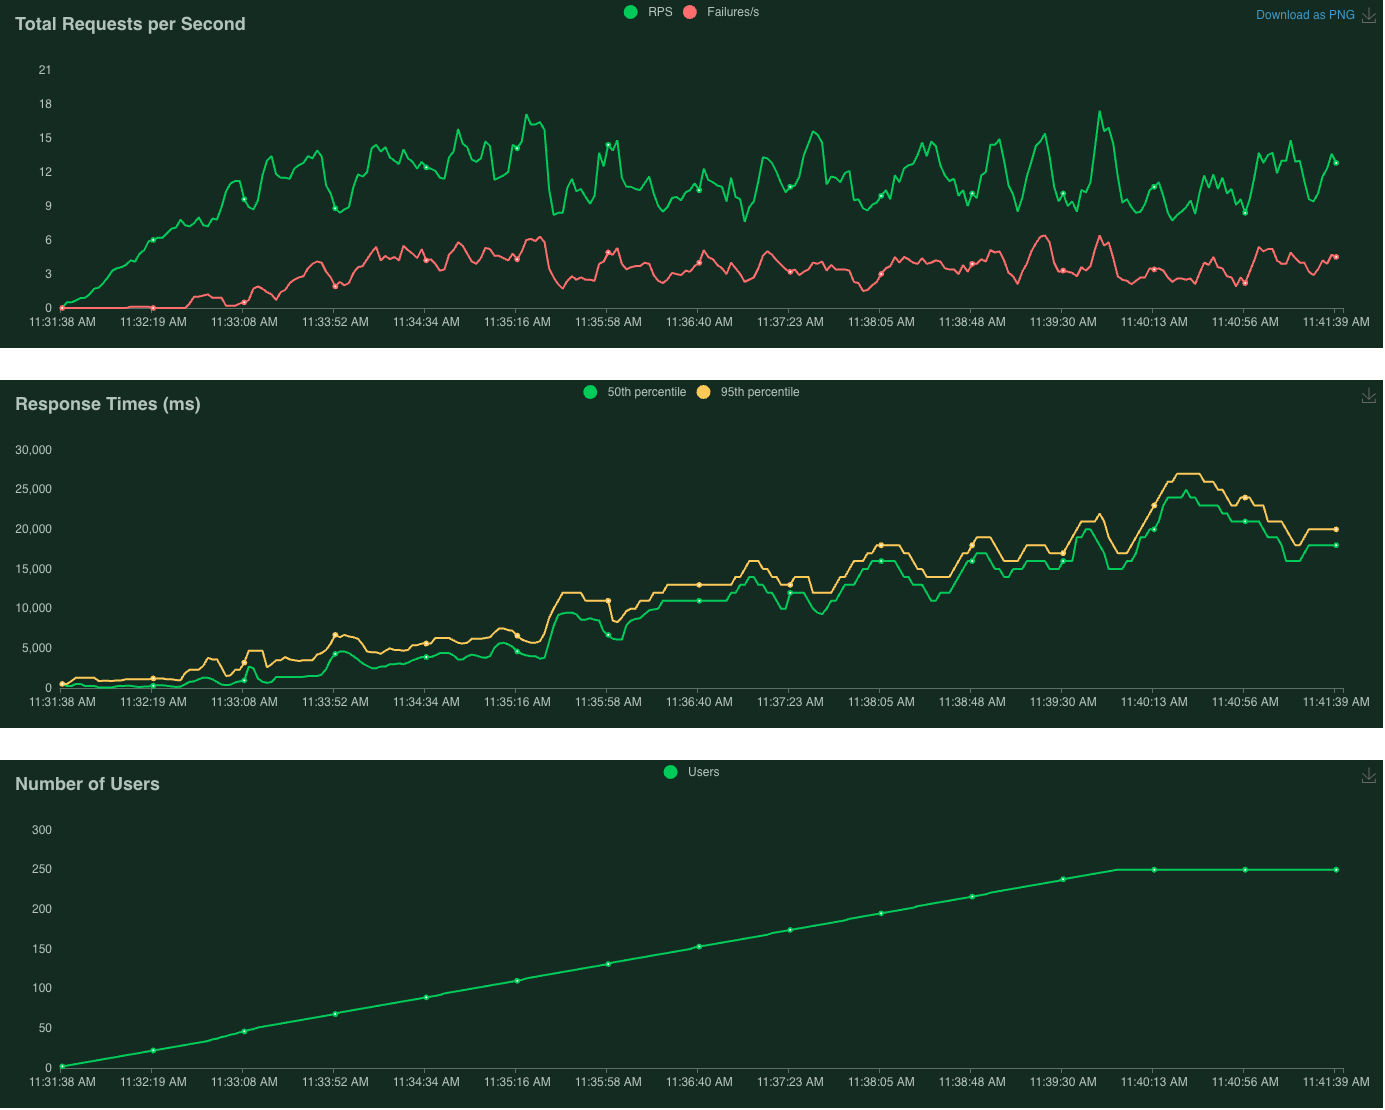 RPS Failures/s
Total Requests per Second
Download as PNG
21
18
15
12
9
6
3
0
11:31:38 AM 11:32:19 AM 11:33:08 AM 11:33:52 AM 11:34:34 AM 11:35:16 AM 11:35:58 AM 11:36:40 AM 11:37:23 AM 11:38:05 AM 11:38:48 AM 11:39:30 AM 11:40:13 AM 11:40:56 AM 11:41:39 AM
50th percentile 95th percentile
Response Times (ms)
30,000
25,000
20,000
15,000
10,000
5,000
0
11:31:38 AM 11:32:19 AM 11:33:08 AM 11:33:52 AM 11:34:34 AM 11:35:16 AM 11:35:58 AM 11:36:40 AM 11:37:23 AM 11:38:05 AM 11:38:48 AM 11:39:30 AM 11:40:13 AM 11:40:56 AM 11:41:39 AM
Users
Number of Users
300
250
200
150
100
50
0
11:31:38 AM 11:32:19 AM 11:33:08 AM 11:33:52 AM 11:34:34 AM 11:35:16 AM 11:35:58 AM 11:36:40 AM 11:37:23 AM 11:38:05 AM 11:38:48 AM 11:39:30 AM 11:40:13 AM 11:40:56 AM 11:41:39 AM